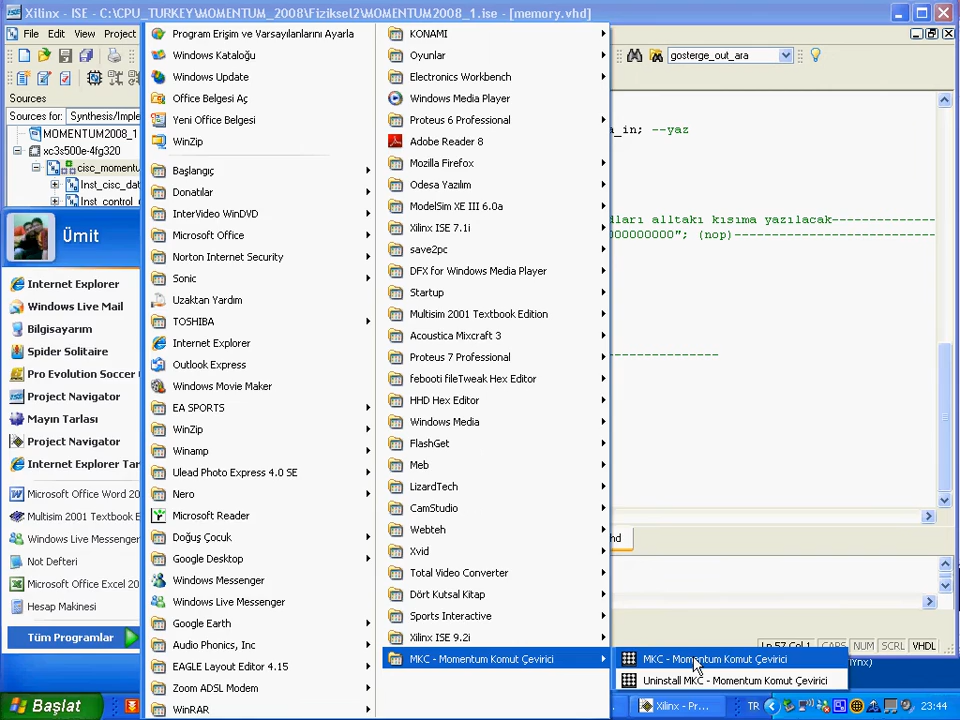 Xilinx - ISE - C:\CPU_TURKEY\MOMENTUM_2008\Fiziksel2\MOMENTUM2008_1.ise - [memory.vhd]
File Edit View Project
gosterge_out_ara
Sources
Sources for: Synthesis/Imple
MOMENTUM2008_1
xc3s500e-4fg320
cisc_momentu
Inst_cisc_dat
Inst_control_
a_in; --yaz
ları alltakı kısima yazılacak---------------
000000000"; (nop)-----------------------------
Ümit
Internet Explorer
Windows Live Mail
Bilgisayarım
Spider Solitaire
Pro Evolution Soccer
Project Navigator
Mayın Tarlası
Project Navigator
Internet Explorer Tar
Microsoft Office Word 20
Multisim 2001 Textbook E
Windows Live Messenger
Not Defteri
Microsoft Office Excel 20
Hesap Makinesi
Tüm Programlar
Program Erişim ve Varsayılanlarını Ayarla
Windows Kataloğu
Windows Update
Office Belgesi Aç
Yeni Office Belgesi
WinZip
Başlangıç
Donatılar
InterVideo WinDVD
Microsoft Office
Norton Internet Security
Sonic
Uzaktan Yardım
TOSHIBA
Internet Explorer
Outlook Express
Windows Movie Maker
EA SPORTS
WinZip
Winamp
Ulead Photo Express 4.0 SE
Nero
Microsoft Reader
Doğuş Çocuk
Google Desktop
Windows Messenger
Windows Live Messenger
Google Earth
Audio Phonics, Inc
EAGLE Layout Editor 4.15
Zoom ADSL Modem
WinRAR
KONAMI
Oyunlar
Electronics Workbench
Windows Media Player
Proteus 6 Professional
Adobe Reader 8
Mozilla Firefox
Odesa Yazılım
ModelSim XE III 6.0a
Xilinx ISE 7.1i
save2pc
DFX for Windows Media Player
Startup
Multisim 2001 Textbook Edition
Acoustica Mixcraft 3
Proteus 7 Professional
febooti fileTweak Hex Editor
HHD Hex Editor
Windows Media
FlashGet
Meb
LizardTech
CamStudio
Webteh
Xvid
Total Video Converter
Dört Kutsal Kitap
Sports Interactive
Xilinx ISE 9.2i
MKC - Momentum Komut Çevirici
MKC - Momentum Komut Çevirici
Uninstall MKC - Momentum Komut Çevirici
hd
Ln 57 Col 1 CAPS NUM SCRL VHDL
Ynx)
Başlat
Xilinx - Pr...
TR
23:44